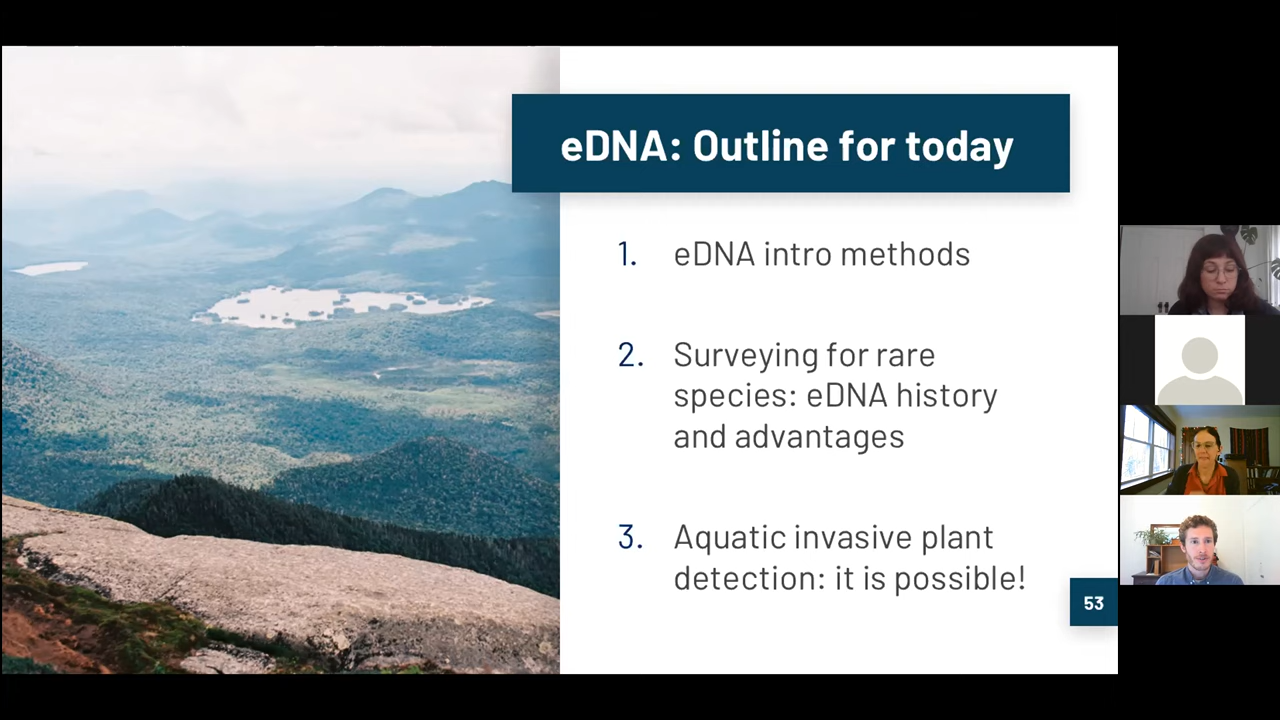 eDNA: Outline for today
1. eDNA intro methods
2. Surveying for rare
species: eDNA history
and advantages
3. Aquatic invasive plant
detection: it is possible!
53